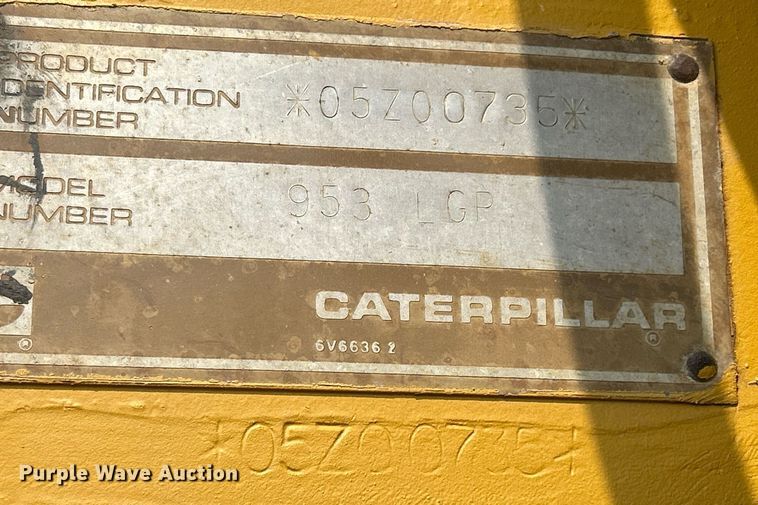 PRODUCT
IDENTIFICATION
NUMBER
*05Z00735*
MODEL
NUMBER
953 LGP
CATERPILLAR
®
®
6V6636 2
*05Z00735*
Purple Wave Auction